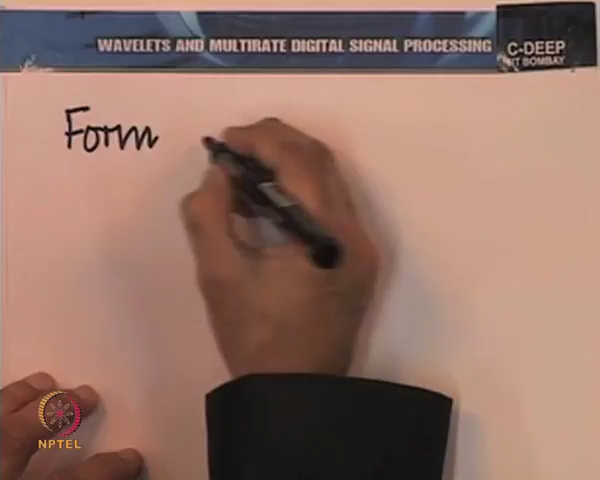 WAVELETS AND MULTIRATE DIGITAL SIGNAL PROCESSING
C-DEEP
IIT BOMBAY
Form
NPTEL